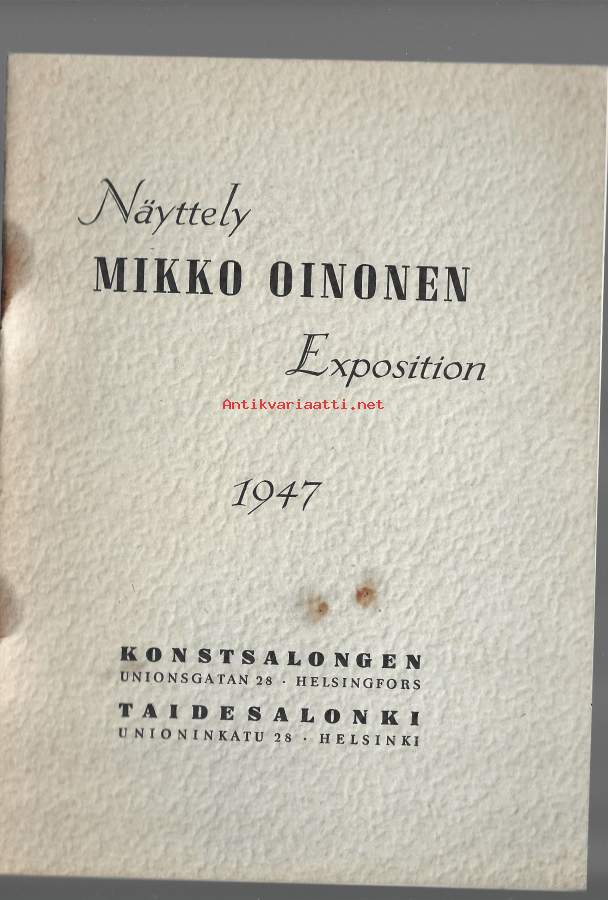 Näyttely
MIKKO OINONEN
Exposition
Antikvariaatti.net
1947
KONSTSALONGEN
UNIONSGATAN 28 · HELSINGFORS
TAIDESALONKI
UNIONINKATU 28 · HELSINKI